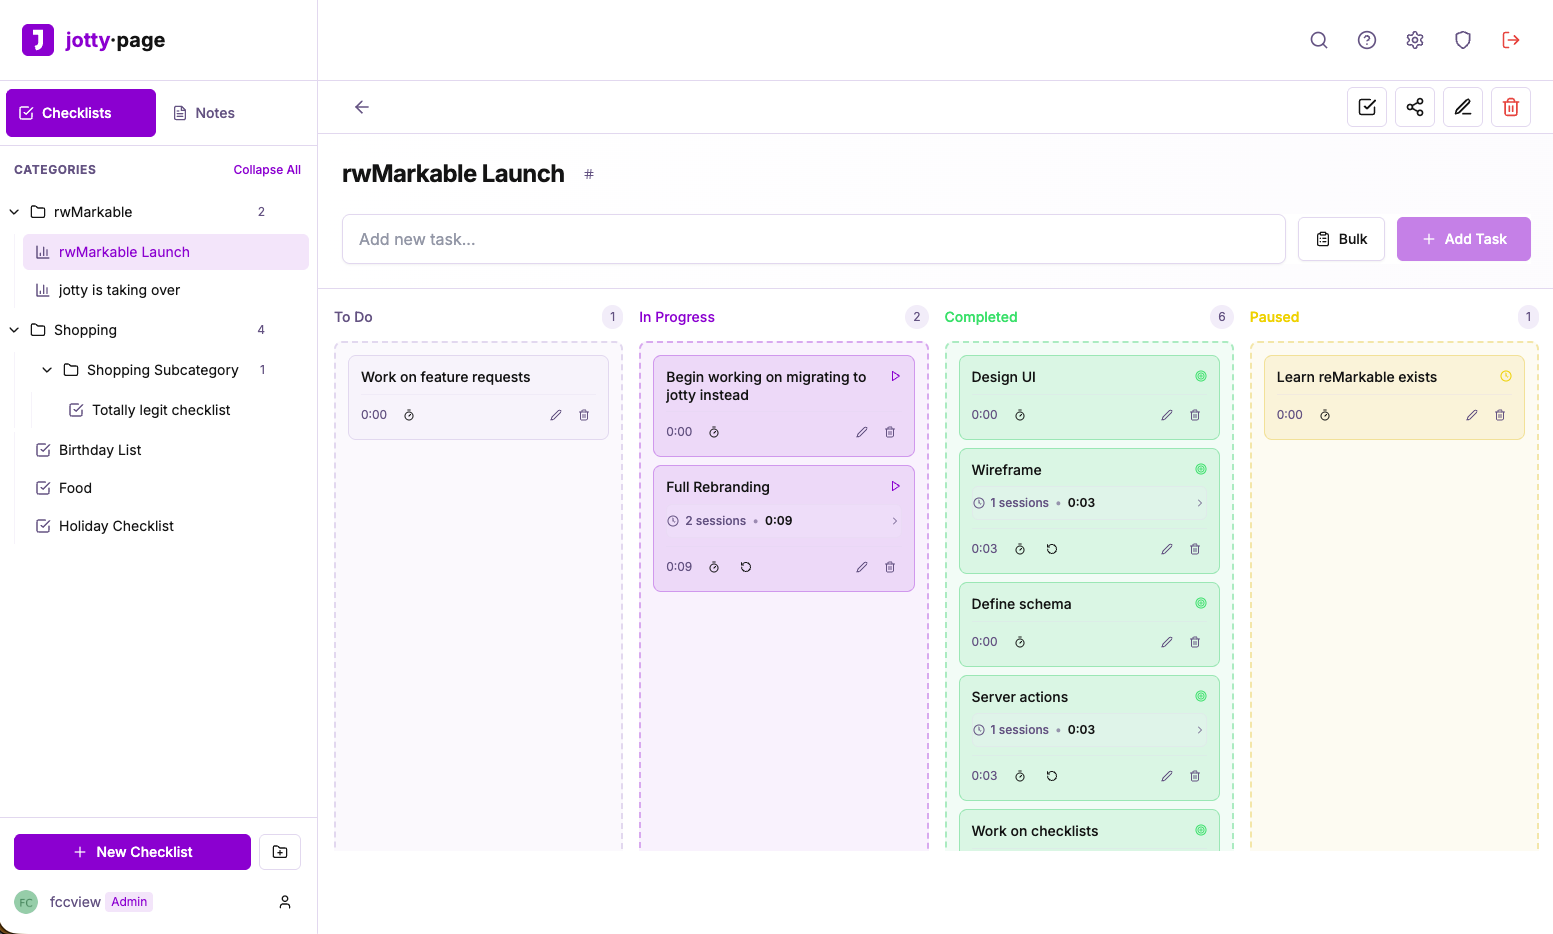 jotty·page
Checklists
Notes
CATEGORIES
Collapse All
rwMarkable
2
rwMarkable Launch
jotty is taking over
Shopping
4
Shopping Subcategory
1
Totally legit checklist
Birthday List
Food
Holiday Checklist
New Checklist
FC
fccview
Admin
rwMarkable Launch
#
Add new task...
Bulk
Add Task
To Do
1
Work on feature requests
0:00
In Progress
2
Begin working on migrating to
jotty instead
0:00
Full Rebranding
2 sessions • 0:09
0:09
Completed
6
Design UI
0:00
Wireframe
1 sessions • 0:03
0:03
Define schema
0:00
Server actions
1 sessions • 0:03
0:03
Work on checklists
Paused
1
Learn reMarkable exists
0:00